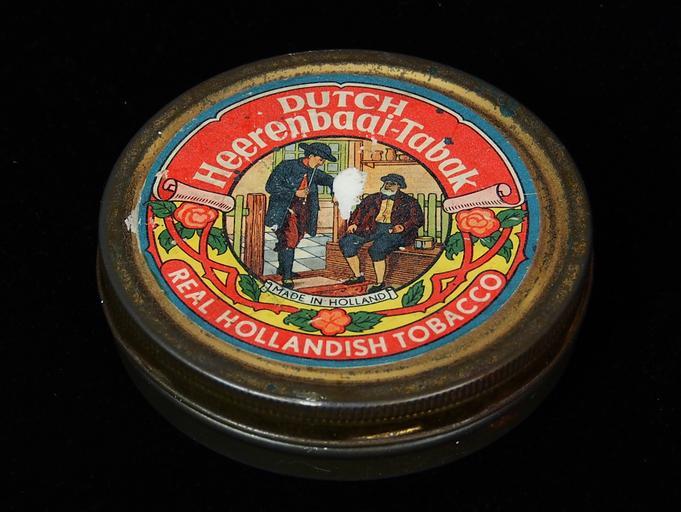 DUTCH
Heerenbaai-Tabak
MADE IN HOLLAND
REAL HOLLANDISH TOBACCO